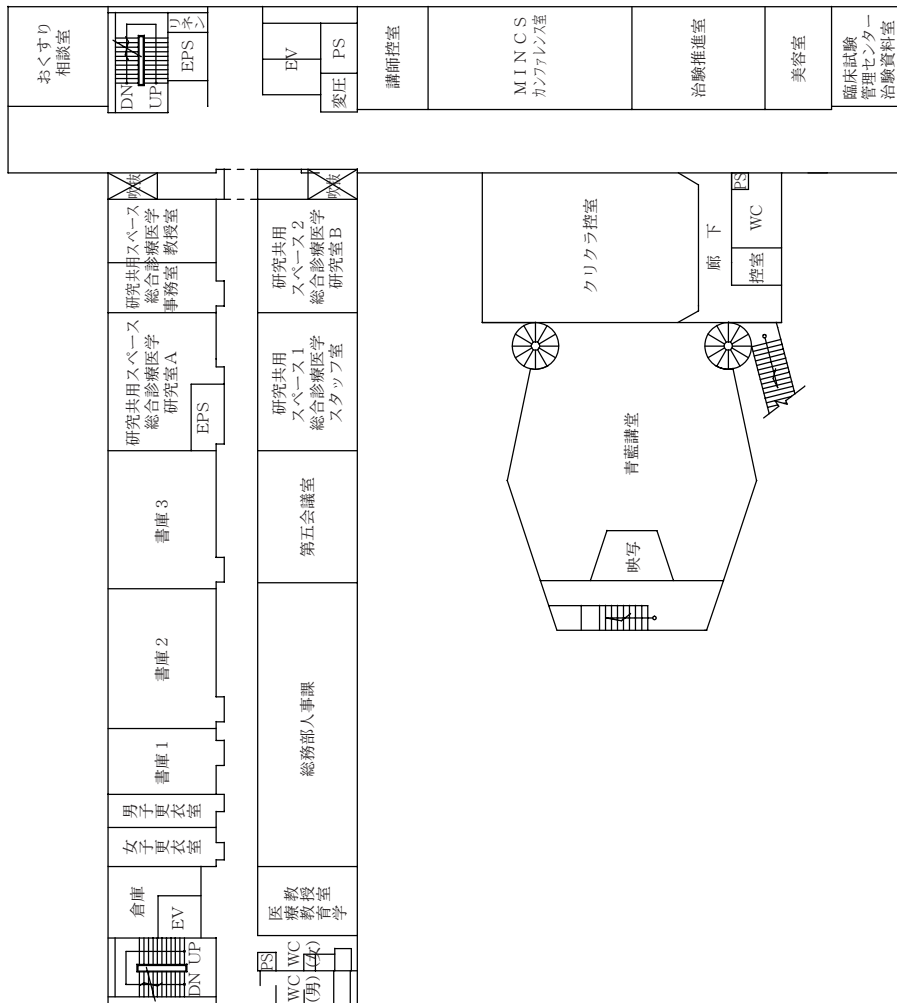 おくすり
相談室
DN
UP
リネン
EPS
EV
PS
変圧
講師控室
ＭＩＮＣＳ
カンファレンス室
治験推進室
美容室
臨床試験
管理センター
治験資料室
吹抜
吹抜
研究共用スペース
総合診療医学
教授室
研究共用スペース
総合診療医学
事務室
研究共用スペース
総合診療医学
研究室Ａ
EPS
研究共用
スペース２
総合診療医学
研究室Ｂ
研究共用
スペース１
総合診療医学
スタッフ室
クリクラ控室
廊下
PS
WC
控室
青藍講堂
映写
書庫３
第五会議室
書庫２
書庫１
総務部人事課
男子更衣室
女子更衣室
倉庫
EV
医療教育学
教授室
DN
UP
PS
WC
(女)
WC
(男)